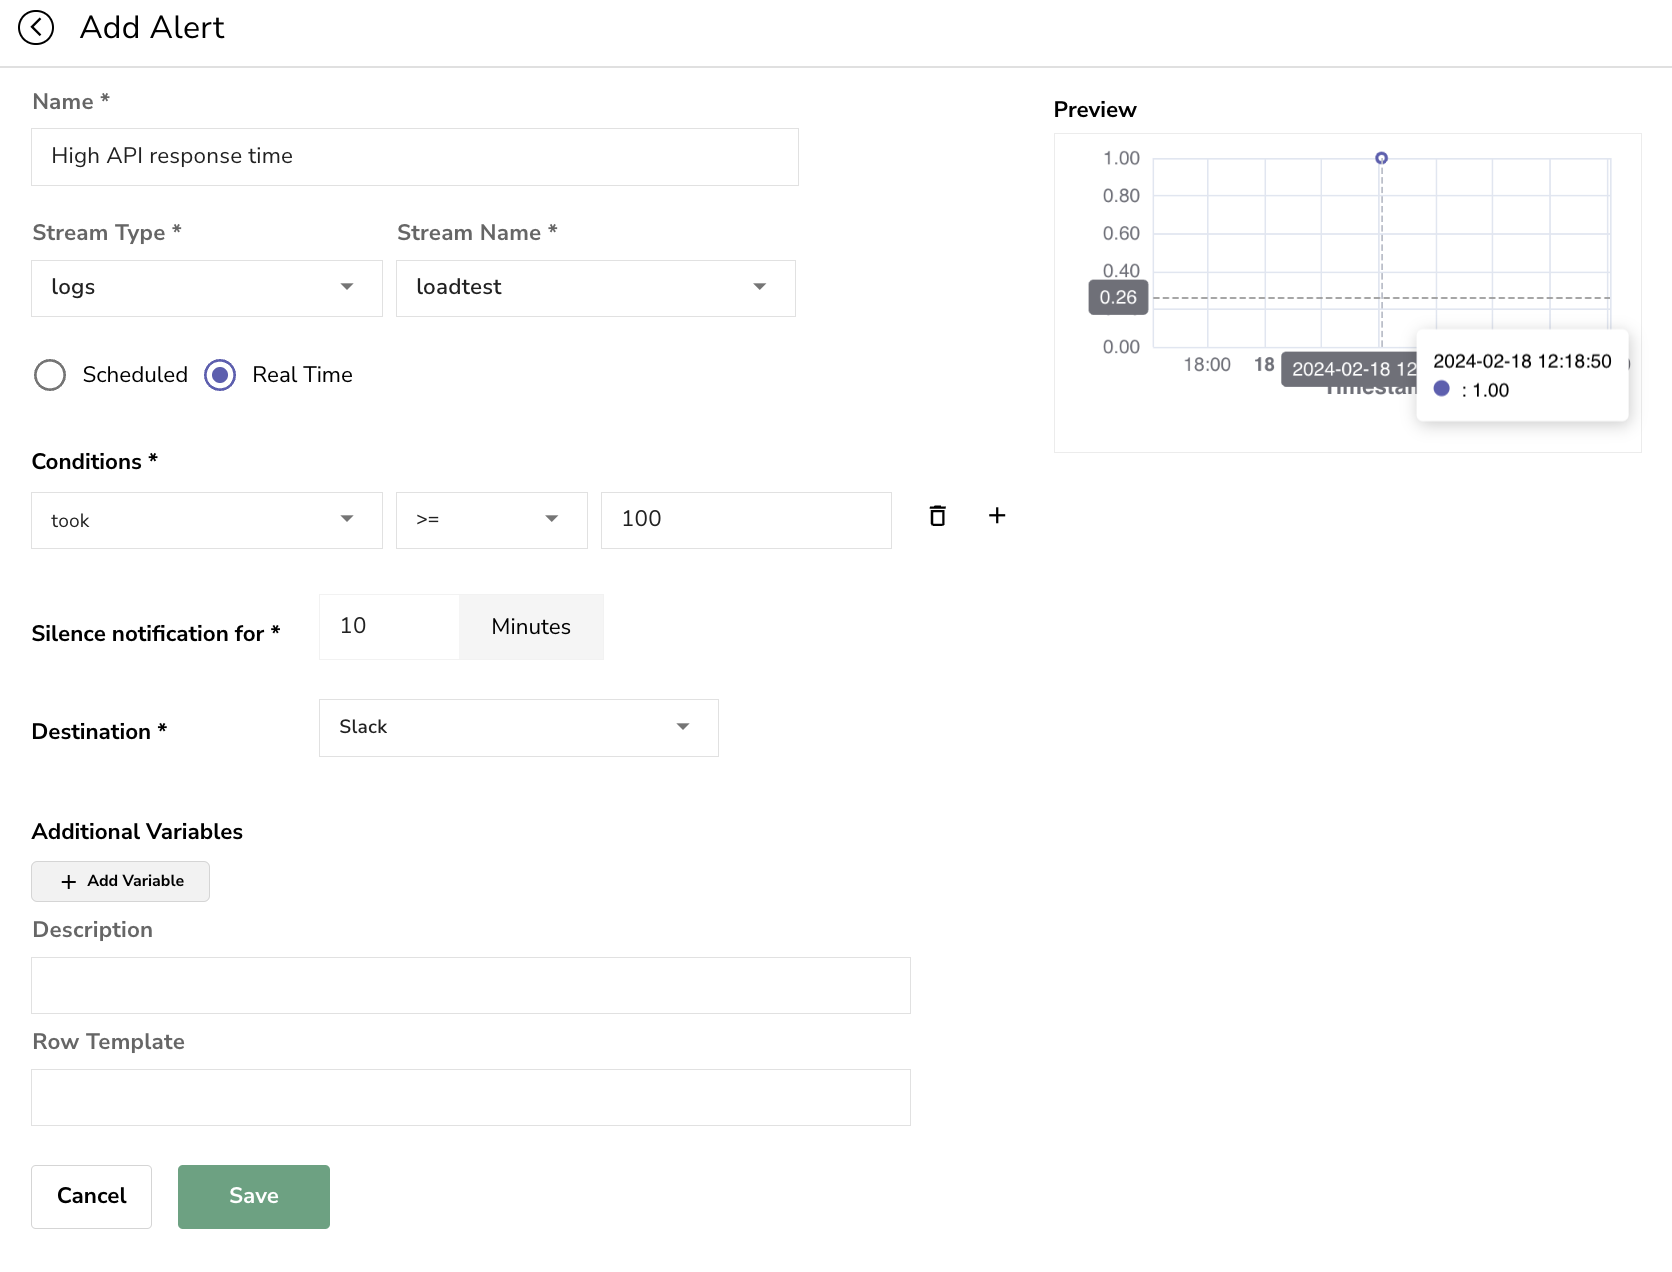 Add Alert
Name *
High API response time
Stream Type *
Stream Name *
logs
loadtest
Scheduled
Real Time
Conditions *
took
>=
100
Silence notification for *
10
Minutes
Destination *
Slack
Additional Variables
+ Add Variable
Description
Row Template
Cancel
Save
Preview
1.00
0.80
0.60
0.40
0.26
0.00
18:00
18
2024-02-18 12
2024-02-18 12:18:50
: 1.00